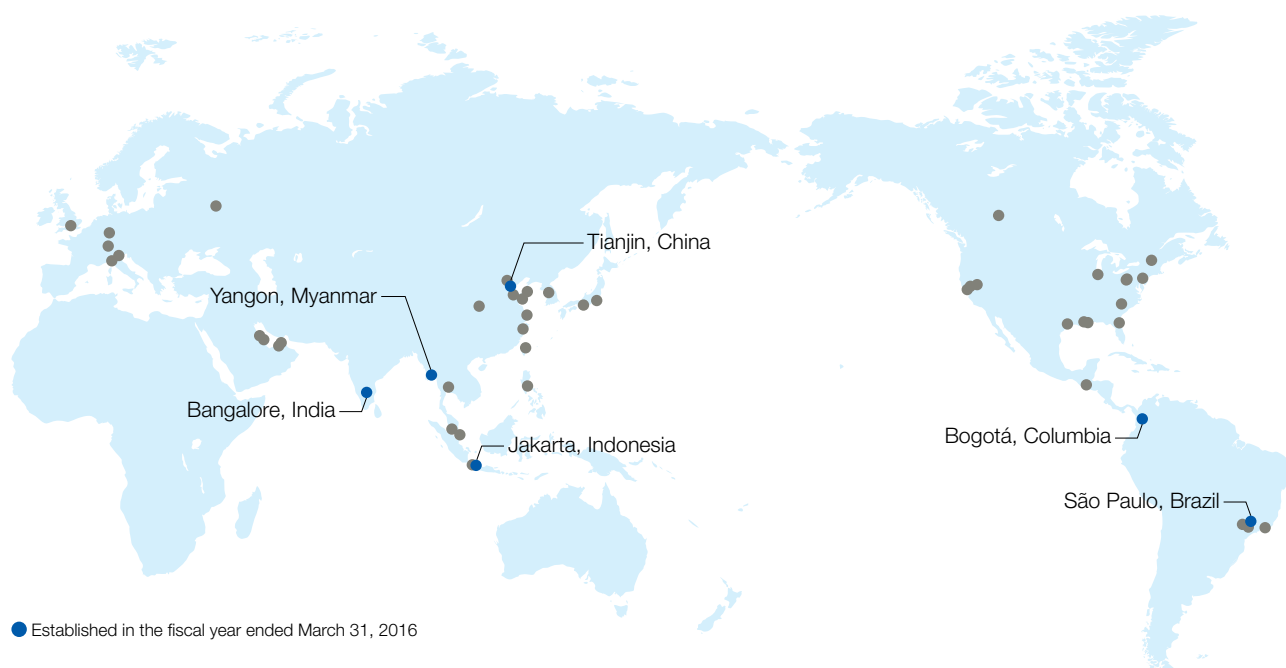 Tianjin, China
Yangon, Myanmar
Bangalore, India
Jakarta, Indonesia
Bogotá, Columbia
São Paulo, Brazil
Established in the fiscal year ended March 31, 2016